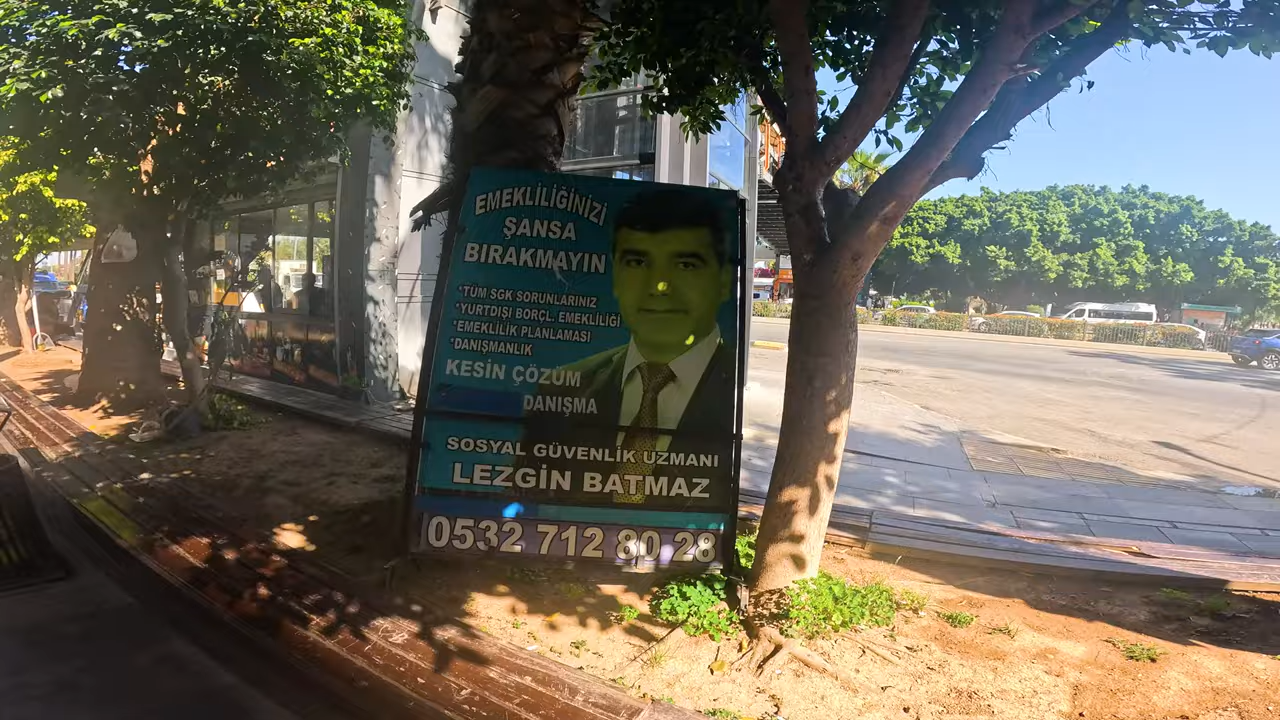 EMEKLİLİĞİNİZİ
ŞANSA
BIRAKMAYIN
*TÜM SGK SORUNLARINIZ
*YURTDIŞI BORÇL. EMEKLİLİĞİ
*EMEKLİLİK PLANLAMASI
*DANIŞMANLIK
KESİN ÇÖZÜM
DANIŞMA
SOSYAL GÜVENLİK UZMANI
LEZGİN BATMAZ
0532 712 80 28